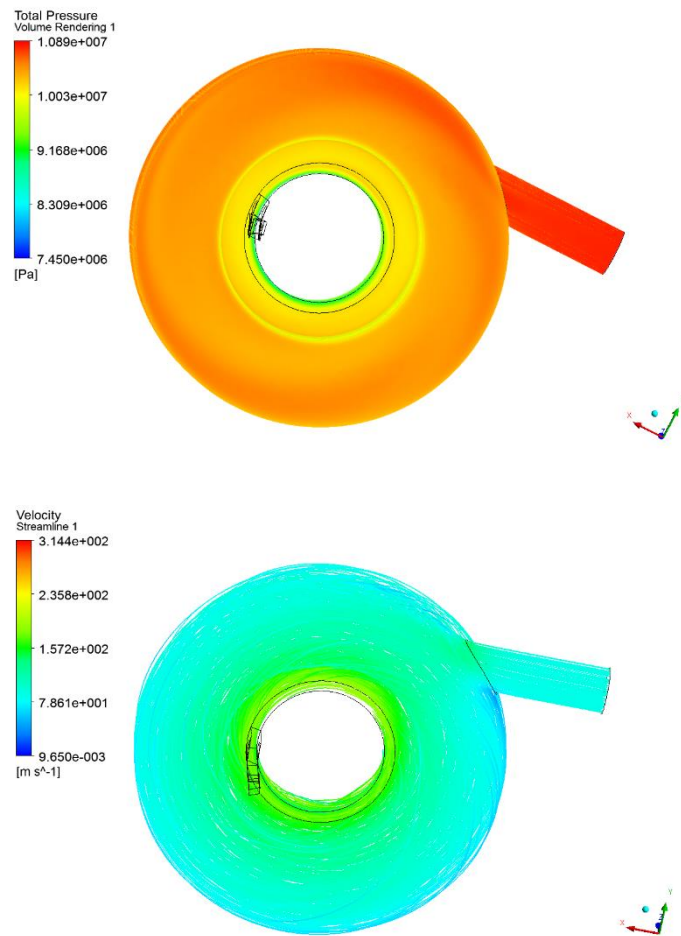 Total Pressure
Volume Rendering 1
1.089e+007
1.003e+007
9.168e+006
8.309e+006
7.450e+006
[Pa]
X
Z
Velocity
Streamline 1
3.144e+002
2.358e+002
1.572e+002
7.861e+001
9.650e-003
[m s^-1]
Y
X
Z